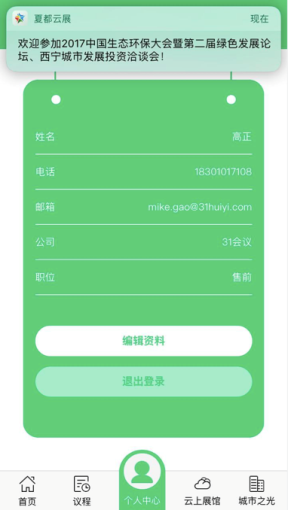 夏都云展 现在
欢迎参加2017中国生态环保大会暨第二届绿色发展论
坛、西宁城市发展投资洽谈会！
姓名 高正
电话 18301017108
邮箱 mike.gao@31huiyi.com
公司 31会议
职位 售前
编辑资料
退出登录
首页 议程 个人中心 云上展馆 城市之光